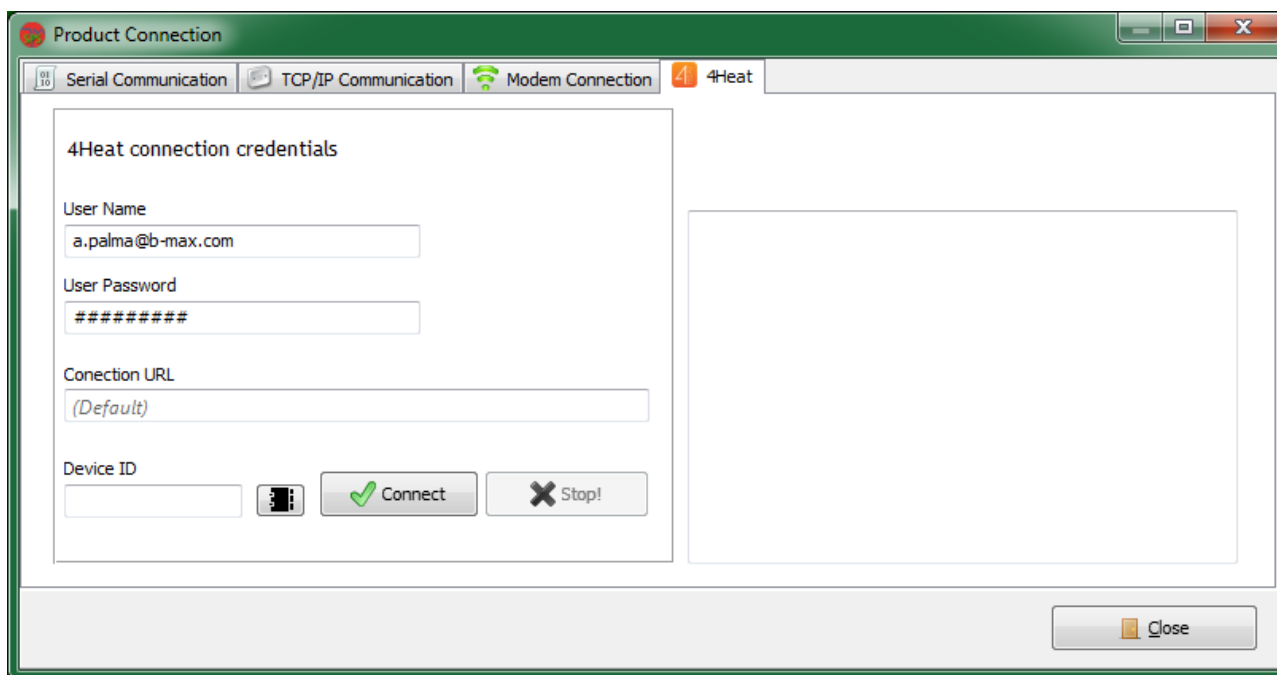 Product Connection
Serial Communication TCP/IP Communication Modem Connection 4Heat
4Heat connection credentials
User Name
a.palma@b-max.com
User Password
#########
Conection URL
(Default)
Device ID
Connect Stop!
Close